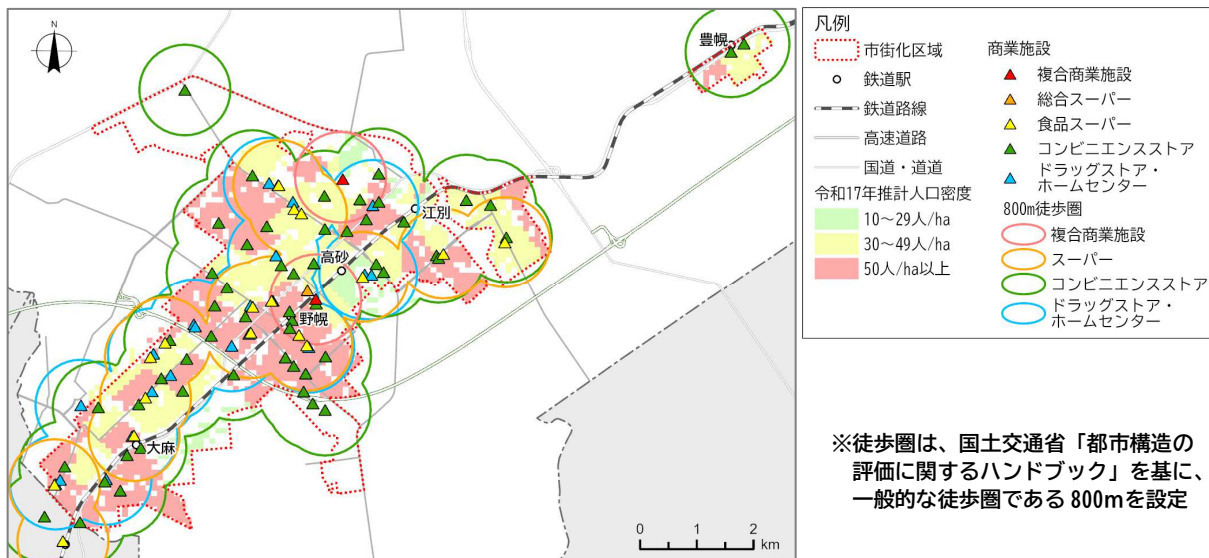 N
豊幌
江別
高砂
野幌
大麻
0 1 2
km
凡例
市街化区域
鉄道駅
鉄道路線
高速道路
国道・道道
令和17年推計人口密度
10～29人/ha
30～49人/ha
50人/ha以上
商業施設
複合商業施設
総合スーパー
食品スーパー
コンビニエンスストア
ドラッグストア・
ホームセンター
800m徒歩圏
複合商業施設
スーパー
コンビニエンスストア
ドラッグストア・
ホームセンター
※徒歩圏は、国土交通省「都市構造の
評価に関するハンドブック」を基に、
一般的な徒歩圏である800mを設定